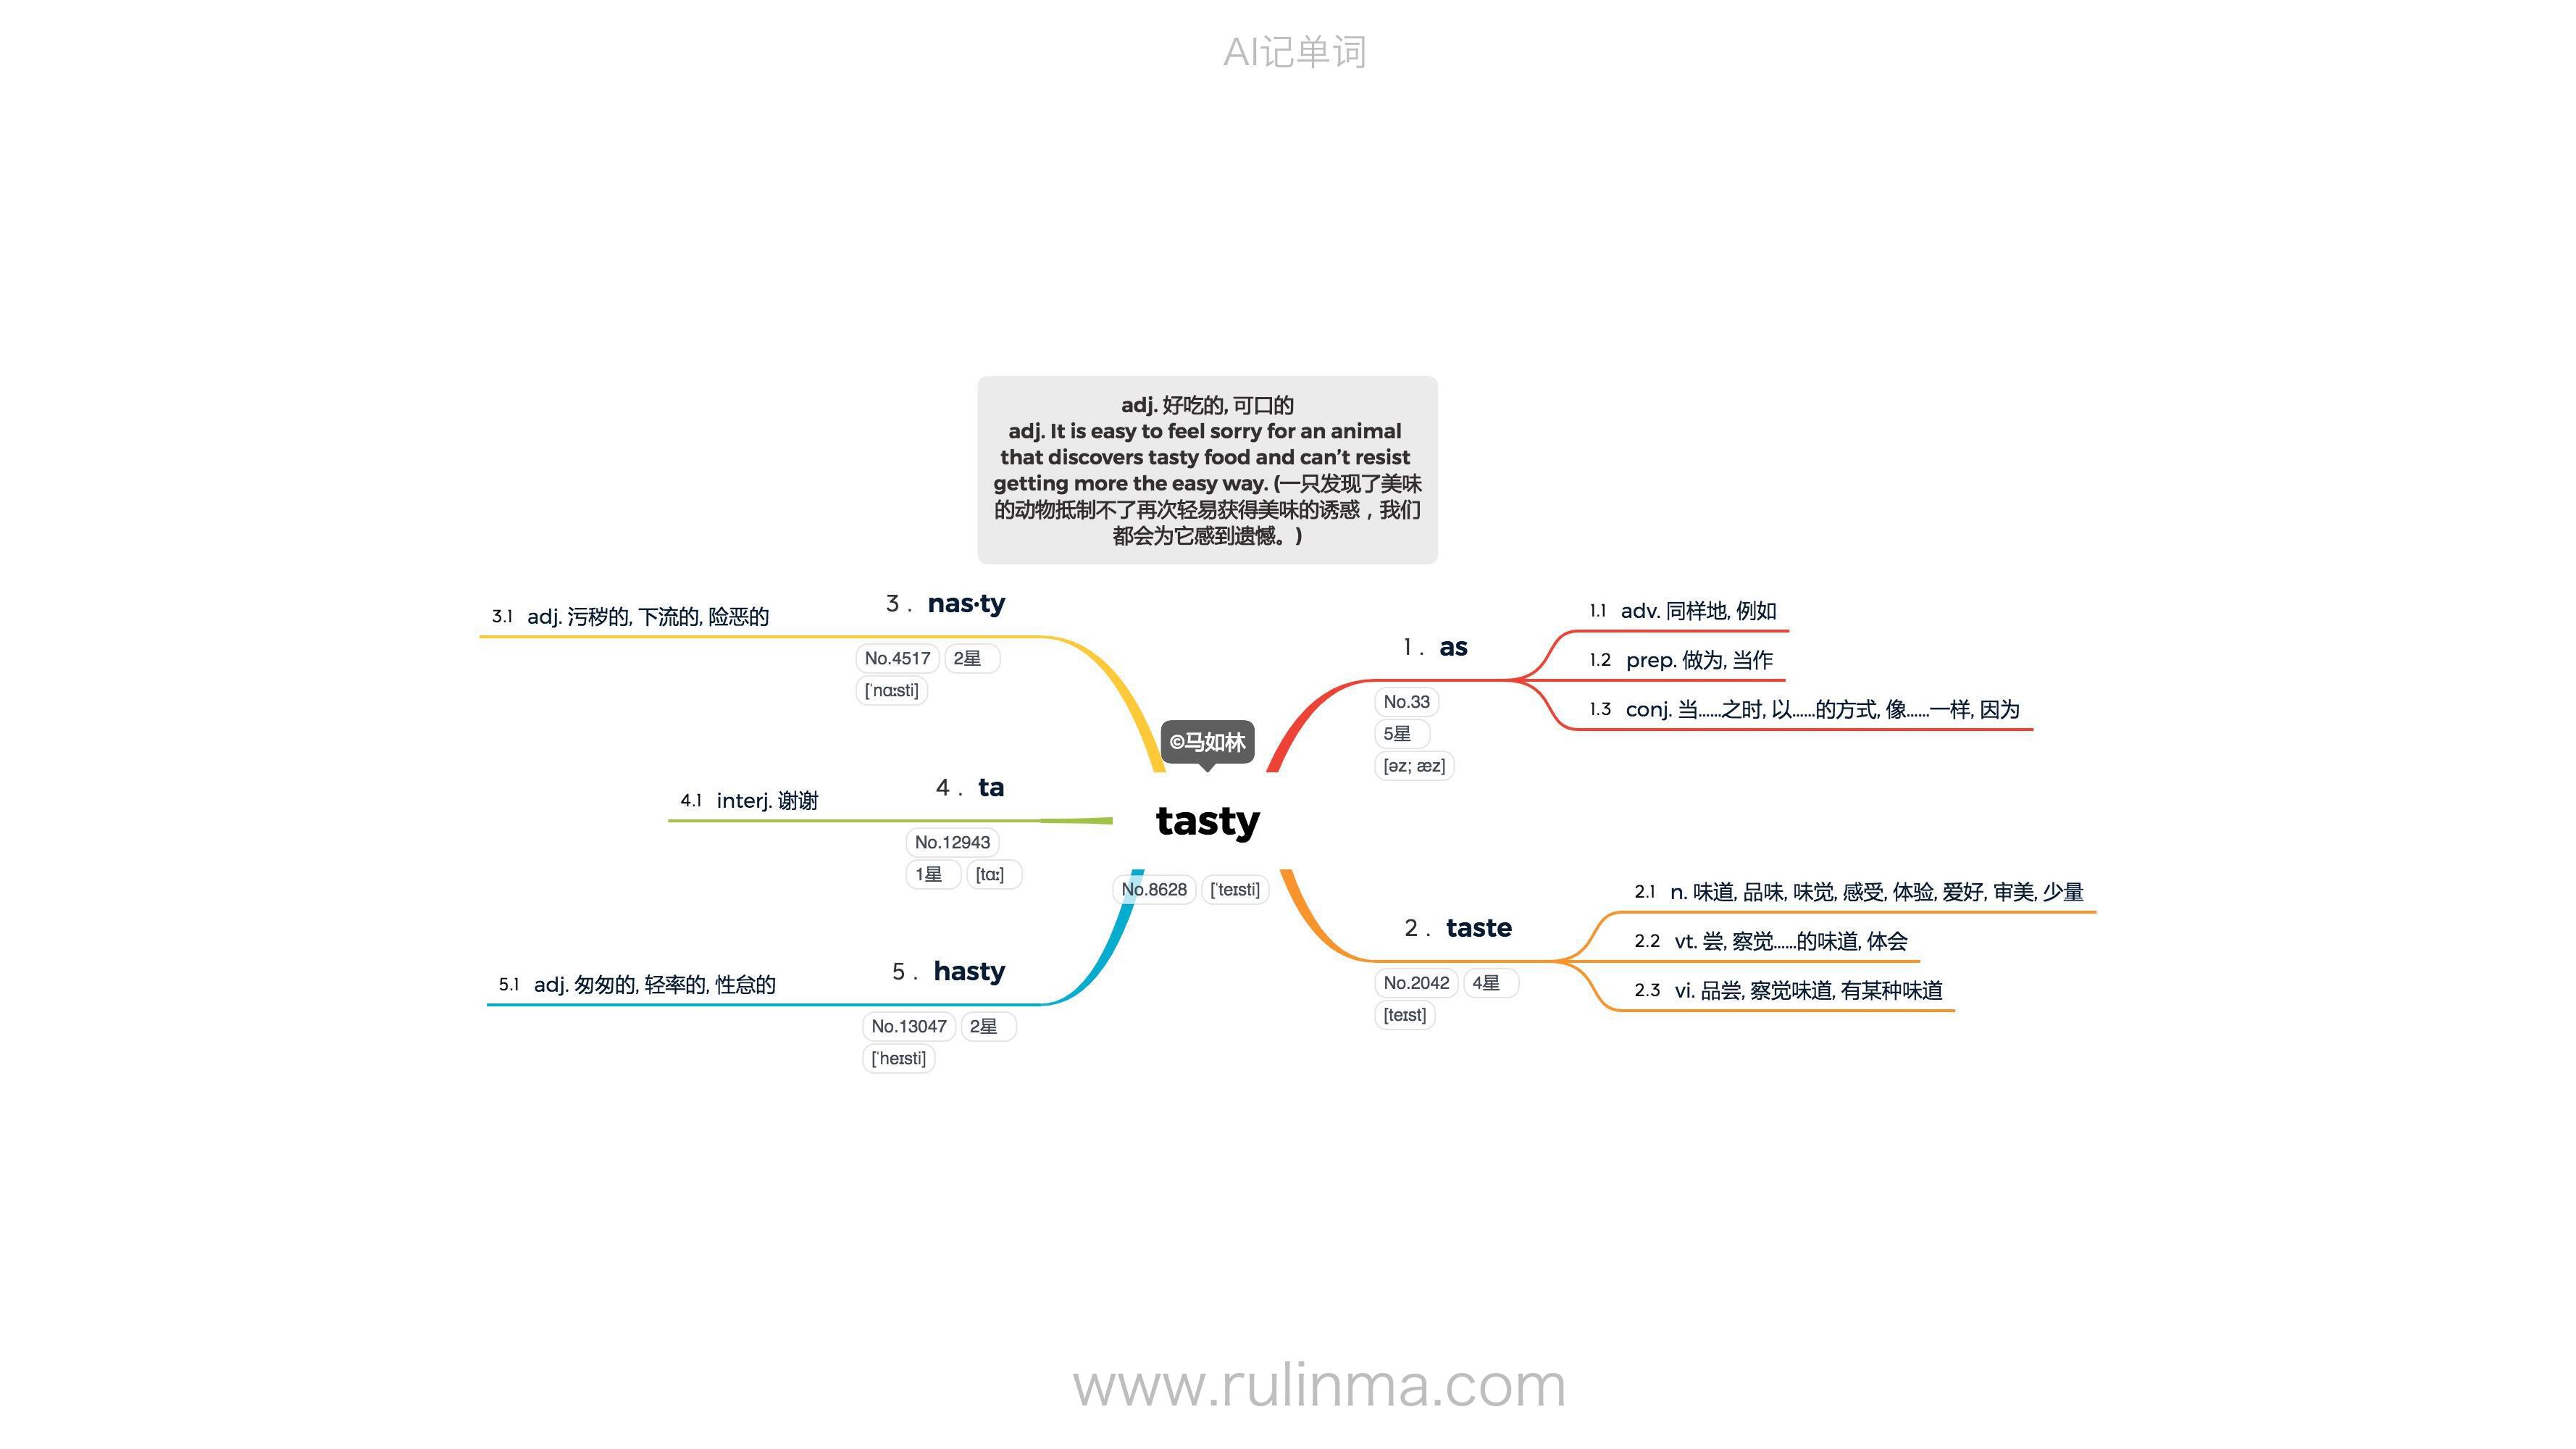 AI记单词
adj. 好吃的, 可口的
adj. It is easy to feel sorry for an animal
that discovers tasty food and can't resist
getting more the easy way. (一只发现了美味
的动物抵制不了再次轻易获得美味的诱惑，我们
都会为它感到遗憾。)
©马如林
tasty
No.8628 [ˈteɪsti]
1 . as
No.33
5星
[əz; æz]
1.1 adv. 同样地, 例如
1.2 prep. 做为, 当作
1.3 conj. 当……之时, 以……的方式, 像……一样, 因为
2 . taste
No.2042 4星
[teɪst]
2.1 n. 味道, 品味, 味觉, 感受, 体验, 爱好, 审美, 少量
2.2 vt. 尝, 察觉……的味道, 体会
2.3 vi. 品尝, 察觉味道, 有某种味道
3 . nas·ty
No.4517 2星
[ˈnɑːsti]
3.1 adj. 污秽的, 下流的, 险恶的
4 . ta
No.12943
1星 [tɑː]
4.1 interj. 谢谢
5 . hasty
No.13047 2星
[ˈheɪsti]
5.1 adj. 匆匆的, 轻率的, 性怠的
www.rulinma.com